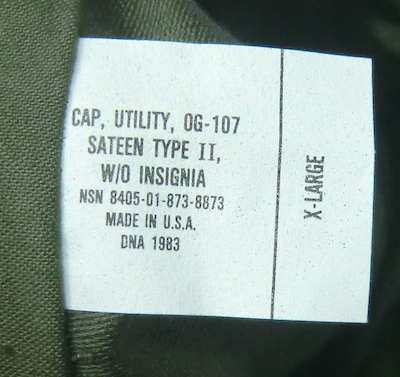 CAP, UTILITY, OG-107
SATEEN TYPE II,
W/O INSIGNIA
NSN 8405-01-873-8873
MADE IN U.S.A.
DNA 1983
X-LARGE